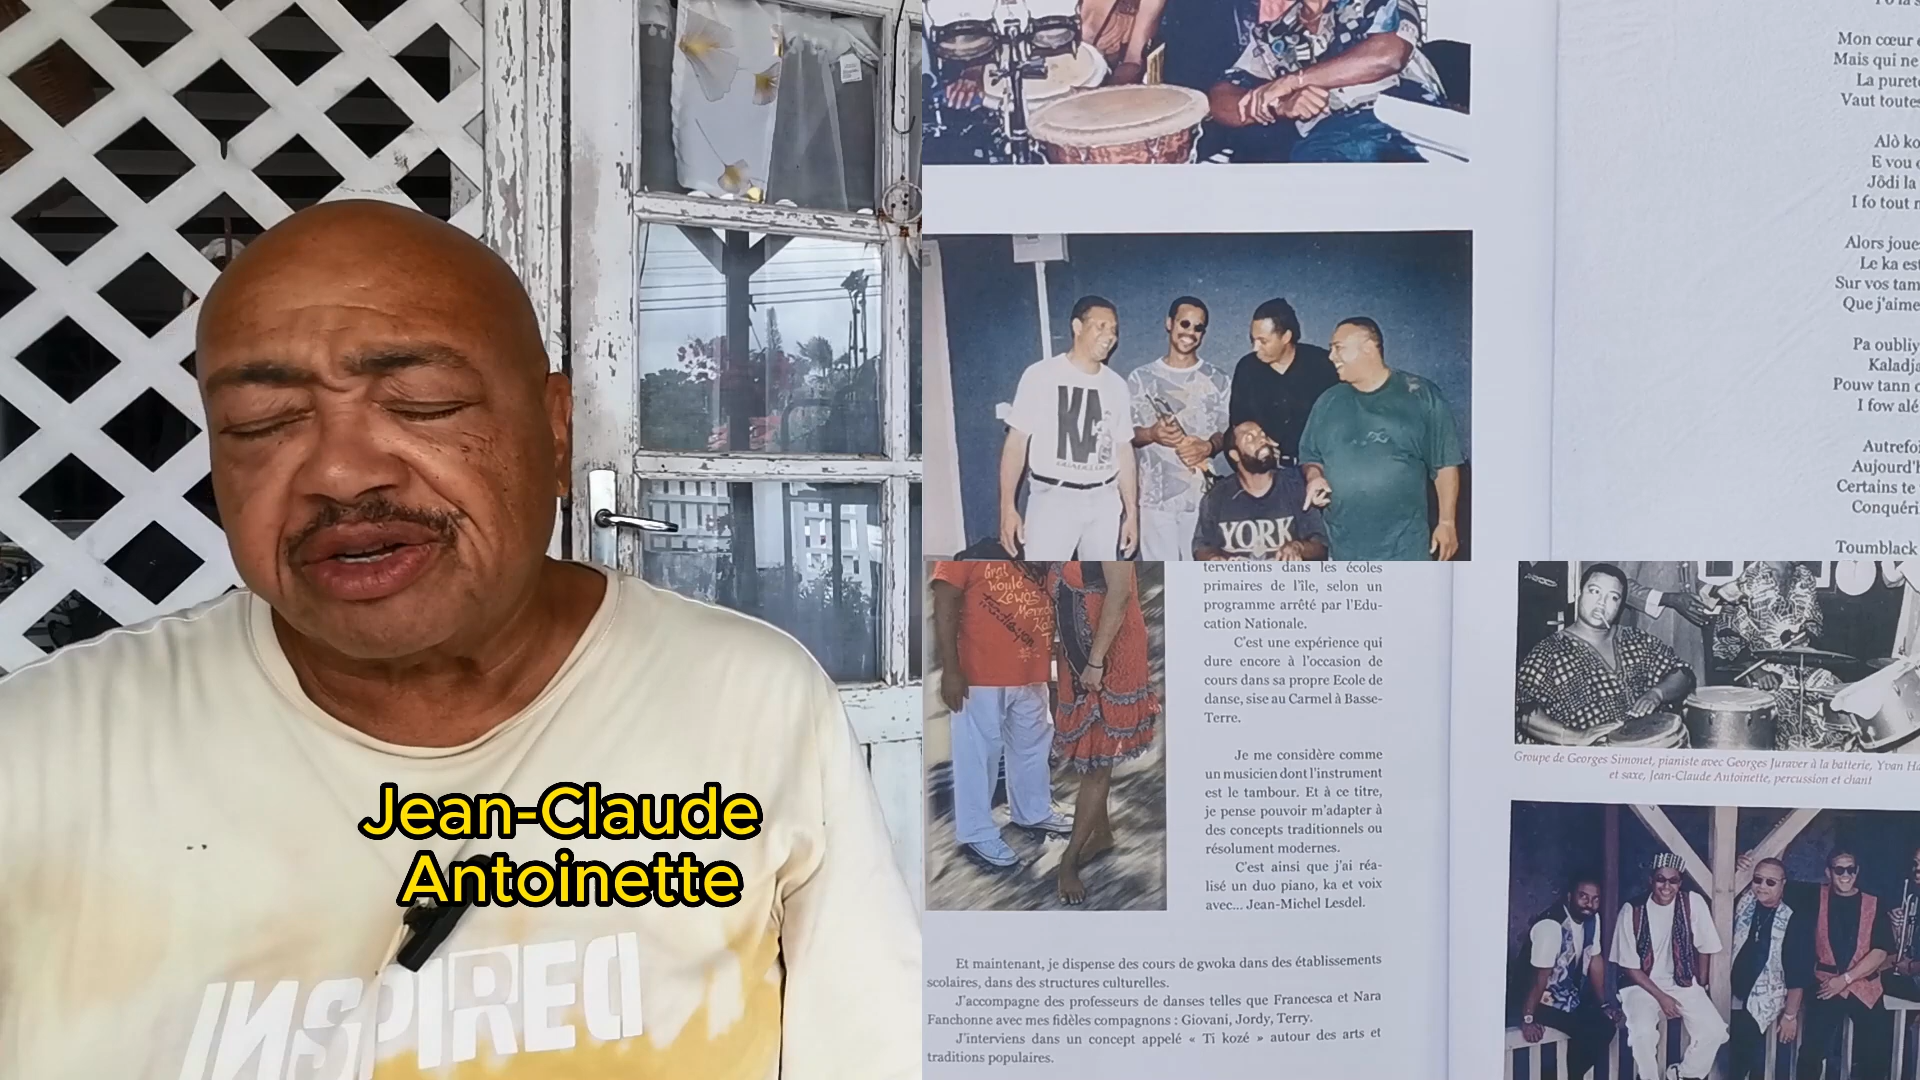 Jean-Claude
Antoinette
INSPIRED
KA
YORK
Mon cœur
Mais qui ne
La puret
Vaut toutes
Alò ko
E vou
Jôdi la
I fo tout
Alors joue
Le ka est
Sur vos tam
Que j'aime
Pa oubliy
Kaladja
Pouw tann
I fow alé
Autrefoi
Aujourd'h
Certains te
Conquéri
Toumblack
terventions dans les écoles
primaires de l'île, selon un
programme arrêté par l'Edu-
cation Nationale.
C'est une expérience qui
dure encore à l'occasion de
cours dans sa propre Ecole de
danse, sise au Carmel à Basse-
Terre.
Je me considère comme
un musicien dont l'instrument
est le tambour. Et à ce titre,
je pense pouvoir m'adapter à
des concepts traditionnels ou
résolument modernes.
C'est ainsi que j'ai réa-
lisé un duo piano, ka et voix
avec... Jean-Michel Lesdel.
Et maintenant, je dispense des cours de gwoka dans des établissements
scolaires, dans des structures culturelles.
J'accompagne des professeurs de danses telles que Francesca et Nara
Fanchonne avec mes fidèles compagnons : Giovani, Jordy, Terry.
J'interviens dans un concept appelé « Ti kozé » autour des arts et
traditions populaires.
Groupe de Georges Simonet, pianiste avec Georges Juraver à la batterie, Yvan Ha
et saxe, Jean-Claude Antoinette, percussion et chant